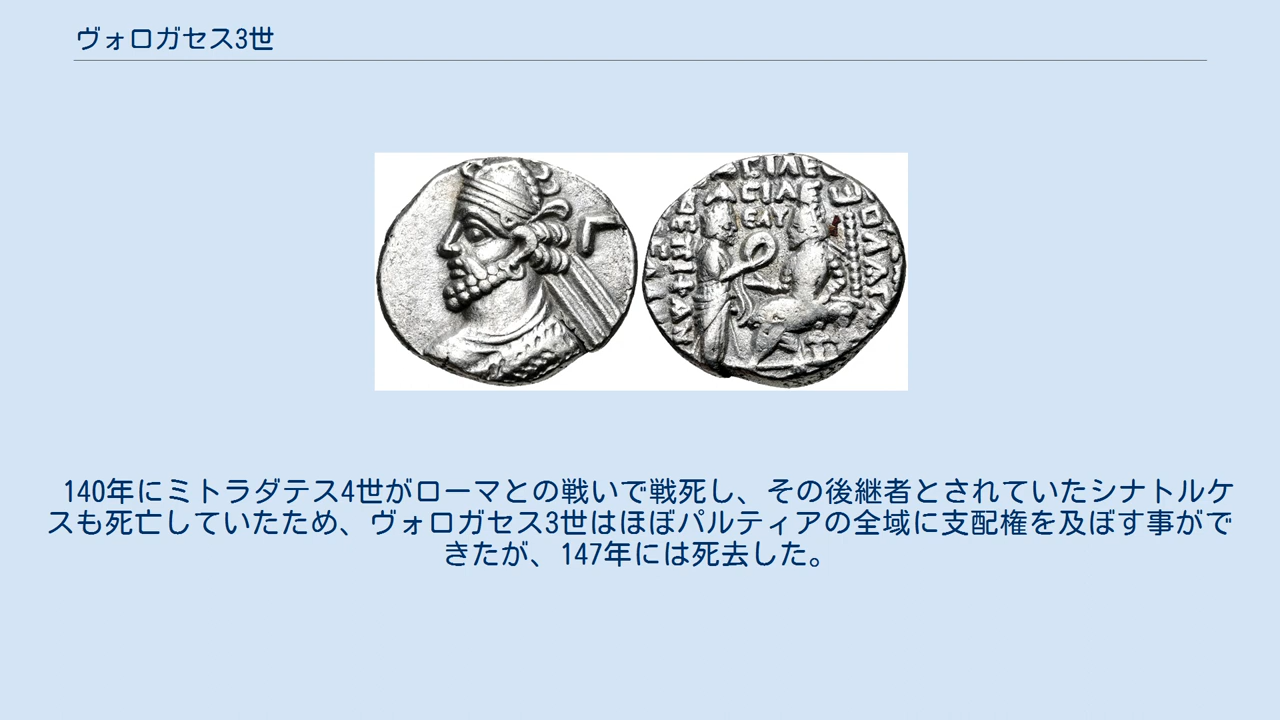 ヴォロガセス3世
140年にミトラダテス4世がローマとの戦いで戦死し、その後継者とされていたシナトルケ
スも死亡していたため、ヴォロガセス3世はほぼパルティアの全域に支配権を及ぼす事がで
きたが、147年には死去した。